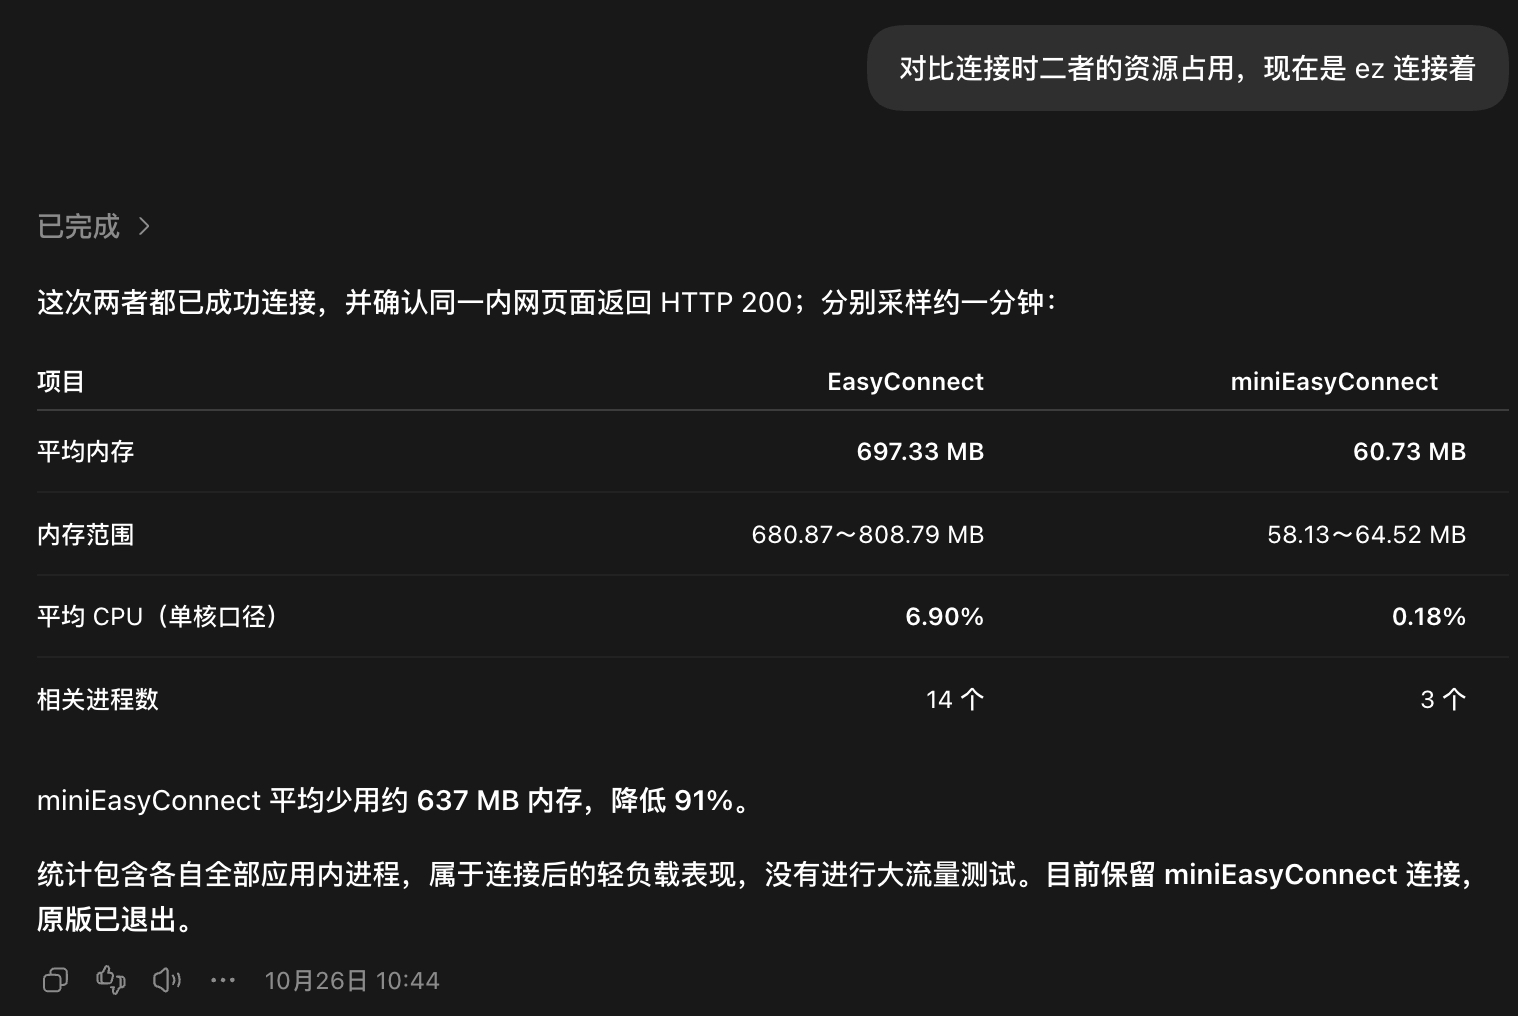 对比连接时二者的资源占用，现在是 ez 连接着
已完成
这次两者都已成功连接，并确认同一内网页面返回 HTTP 200；分别采样约一分钟：
项目 EasyConnect miniEasyConnect
平均内存 697.33 MB 60.73 MB
内存范围 680.87～808.79 MB 58.13～64.52 MB
平均 CPU（单核口径） 6.90% 0.18%
相关进程数 14 个 3 个
miniEasyConnect 平均少用约 637 MB 内存，降低 91%。
统计包含各自全部应用内进程，属于连接后的轻负载表现，没有进行大流量测试。目前保留 miniEasyConnect 连接，
原版已退出。
10月26日 10:44